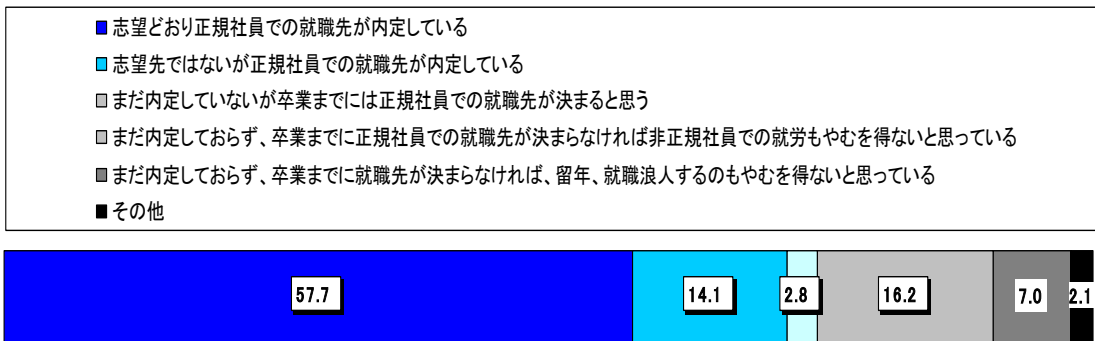 志望どおり正規社員での就職先が内定している
志望先ではないが正規社員での就職先が内定している
まだ内定していないが卒業までには正規社員での就職先が決まると思う
まだ内定しておらず、卒業までに正規社員での就職先が決まらなければ非正規社員での就労もやむを得ないと思っている
まだ内定しておらず、卒業までに就職先が決まらなければ、留年、就職浪人するのもやむを得ないと思っている
その他
57.7 14.1 2.8 16.2 7.0 2.1